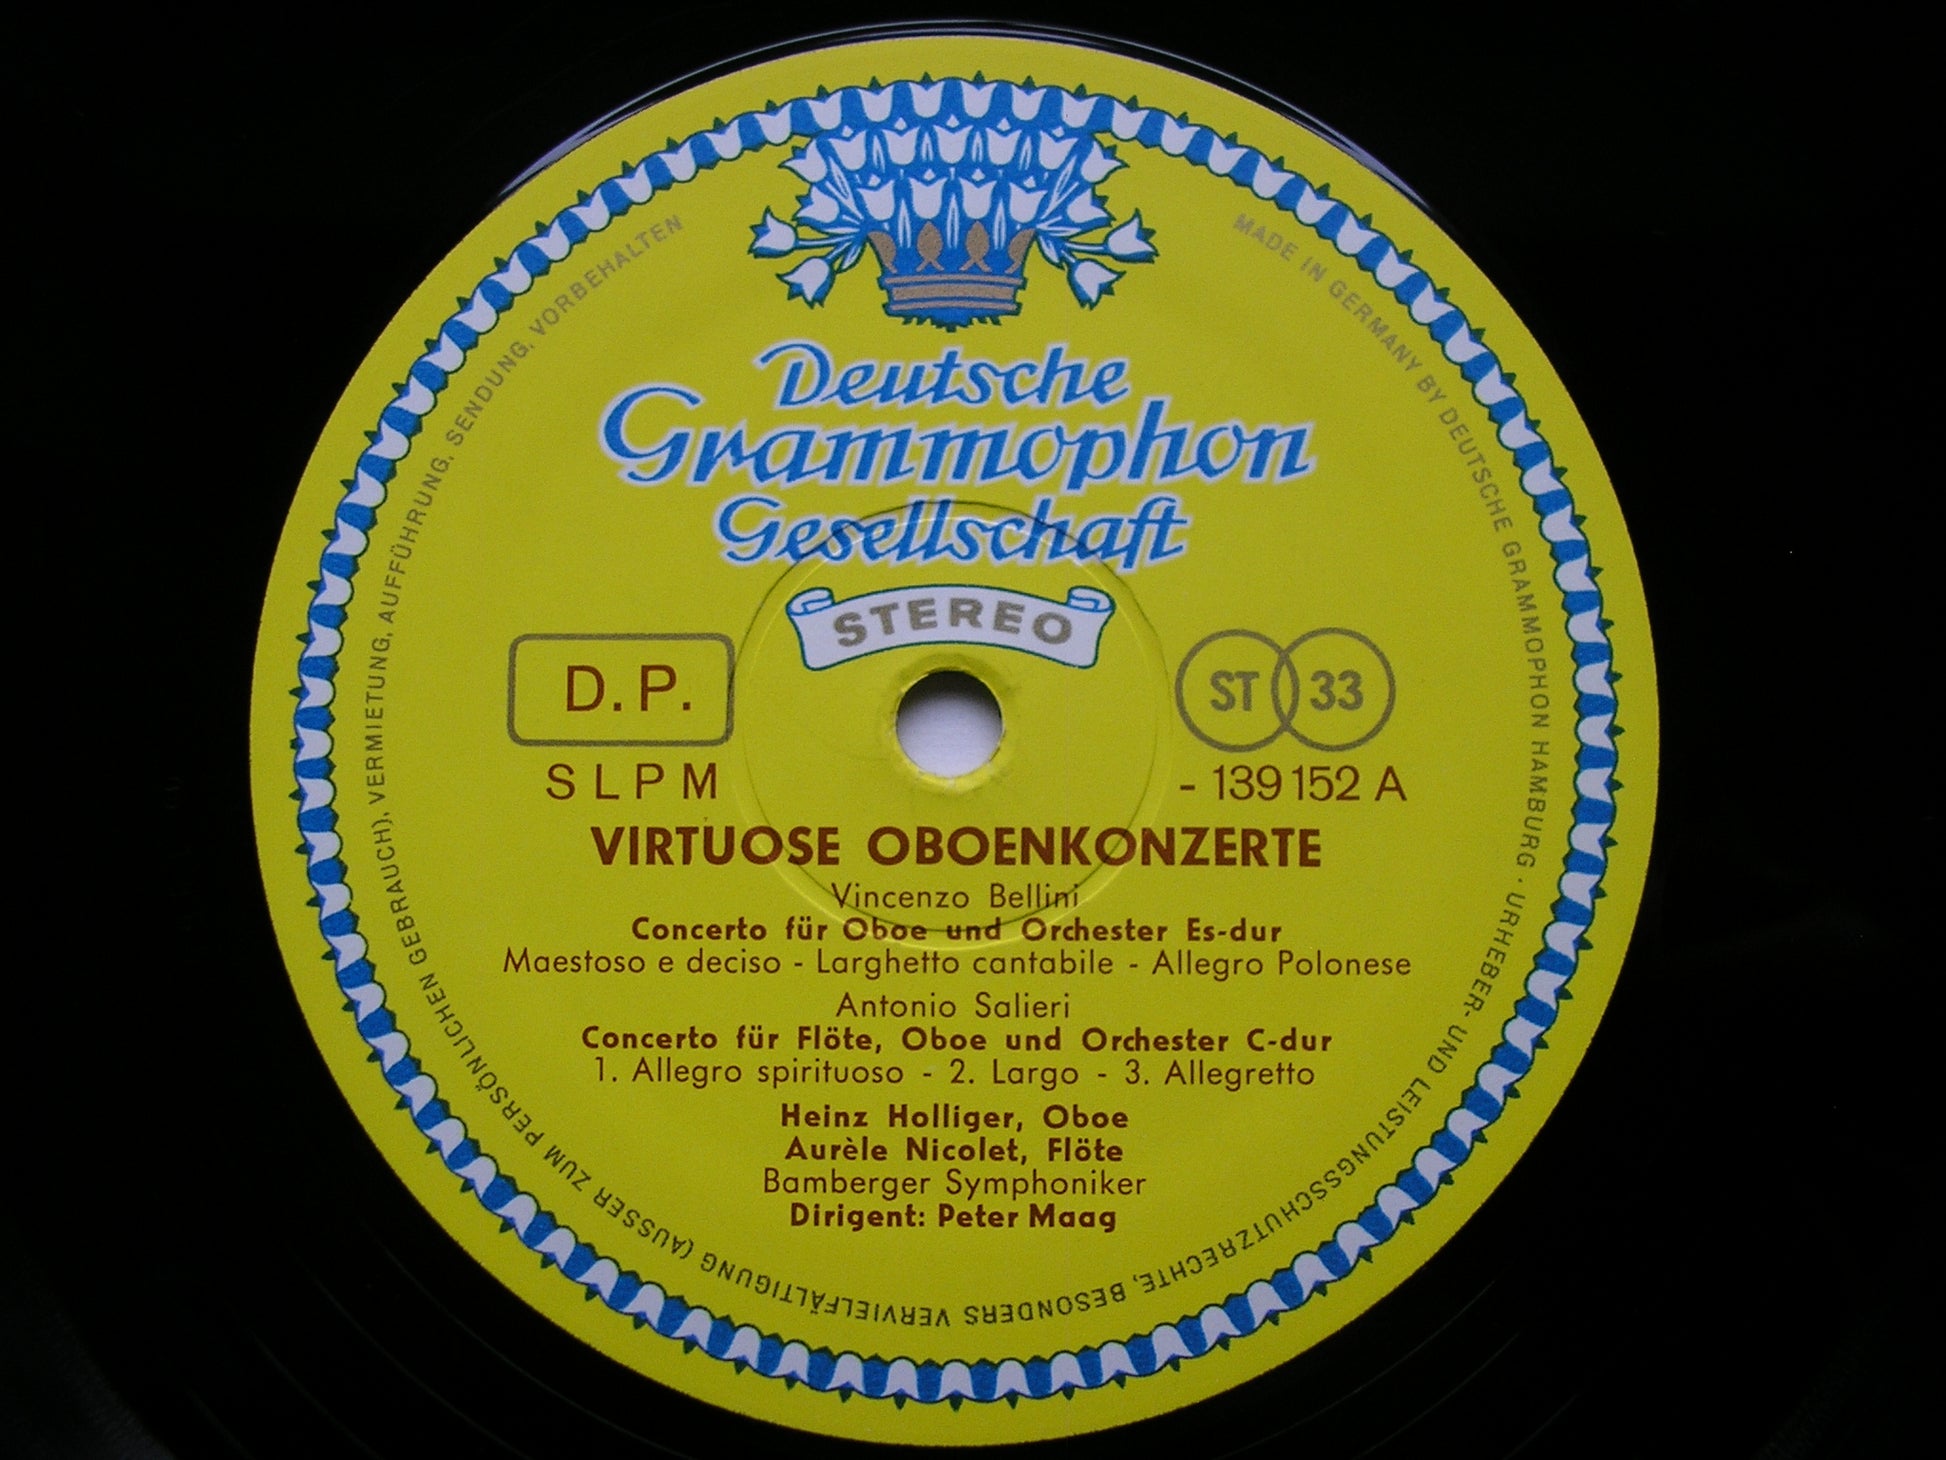 Deutsche
Grammophon
Gesellschaft
STEREO
D.P.
ST 33
SLPM - 139 152 A
VIRTUOSE OBOENKONZERTE
Vincenzo Bellini
Concerto für Oboe und Orchester Es-dur
Maestoso e deciso - Larghetto cantabile - Allegro Polonese
Antonio Salieri
Concerto für Flöte, Oboe und Orchester C-dur
1. Allegro spirituoso - 2. Largo - 3. Allegretto
Heinz Holliger, Oboe
Aurèle Nicolet, Flöte
Bamberger Symphoniker
Dirigent: Peter Maag
MADE IN GERMANY BY DEUTSCHE GRAMMOPHON HAMBURG · URHEBER- UND LEISTUNGSSCHUTZRECHTE, BESONDERS VERVIELFÄLTIGUNG (AUSSER ZUM PERSÖNLICHEN GEBRAUCH), VERMIETUNG, AUFFÜHRUNG, SENDUNG, VORBEHALTEN